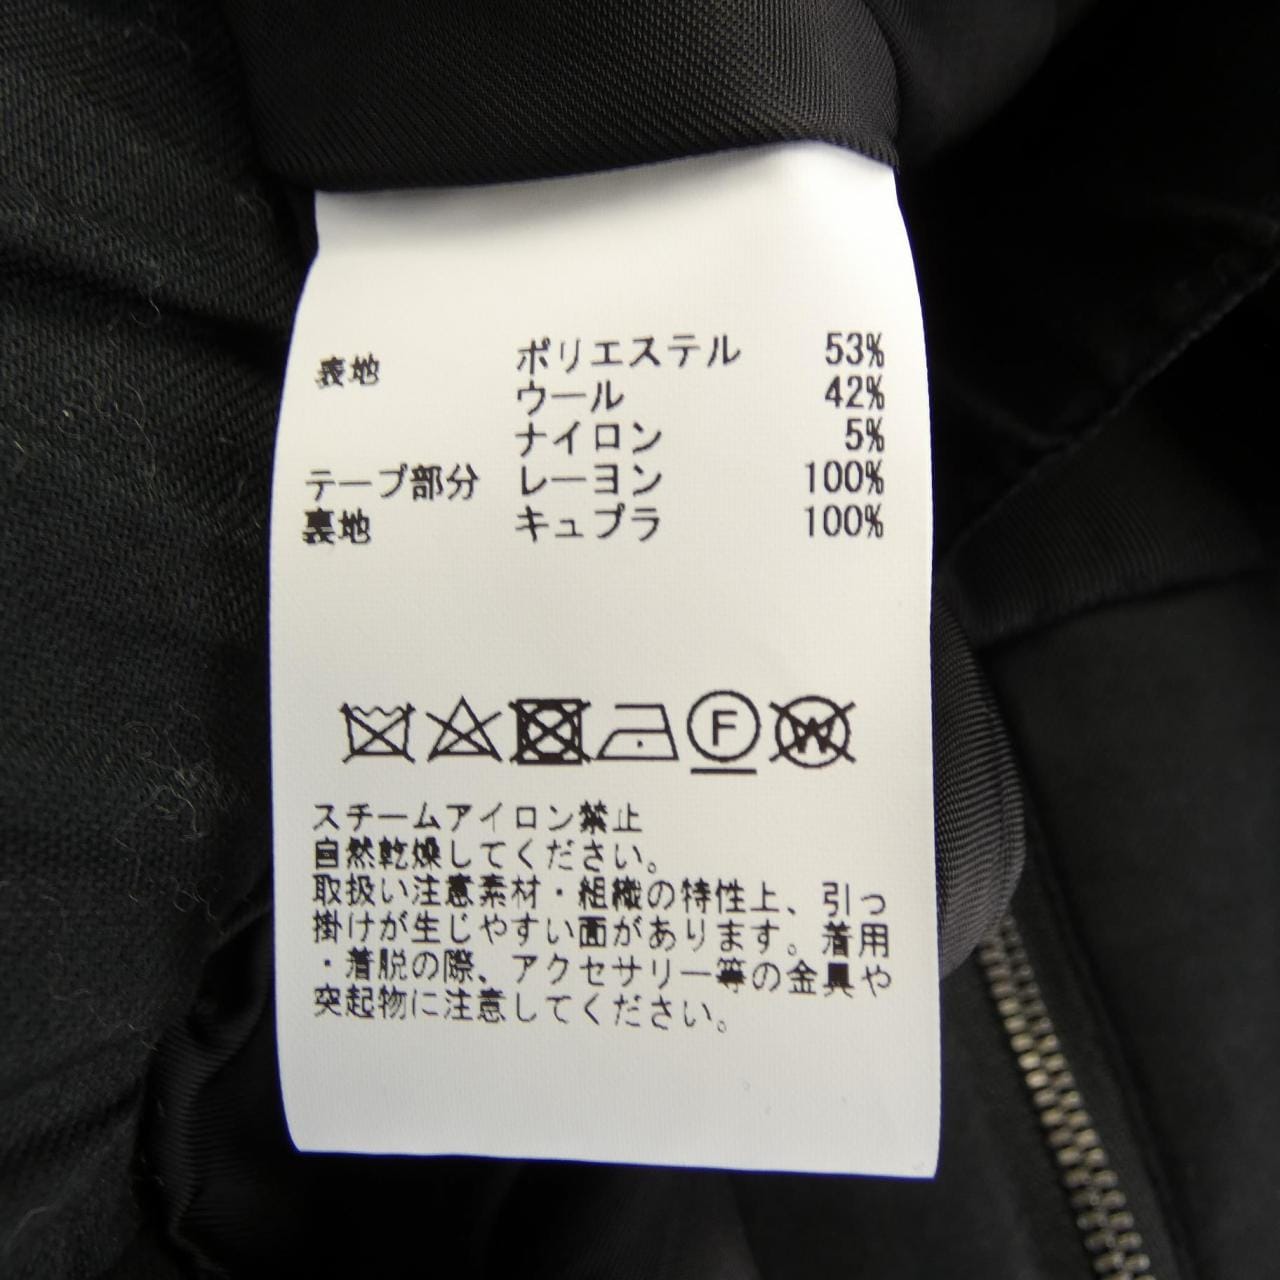 表地 ポリエステル 53%
ウール 42%
ナイロン 5%
テープ部分 レーヨン 100%
裏地 キュプラ 100%
F W
スチームアイロン禁止
自然乾燥してください。
取扱い注意素材・組織の特性上、引っ
掛けが生じやすい面があります。着用
・着脱の際、アクセサリー等の金具や
突起物に注意してください。